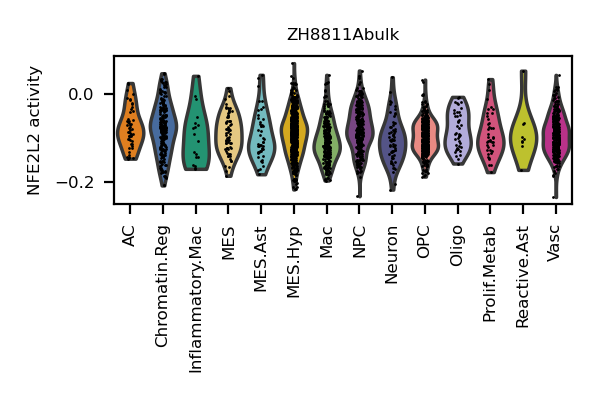 ZH8811Abulk
NFE2L2 activity
0.0
−0.2
AC
Chromatin.Reg
Inflammatory.Mac
MES
MES.Ast
MES.Hyp
Mac
NPC
Neuron
OPC
Oligo
Prolif.Metab
Reactive.Ast
Vasc